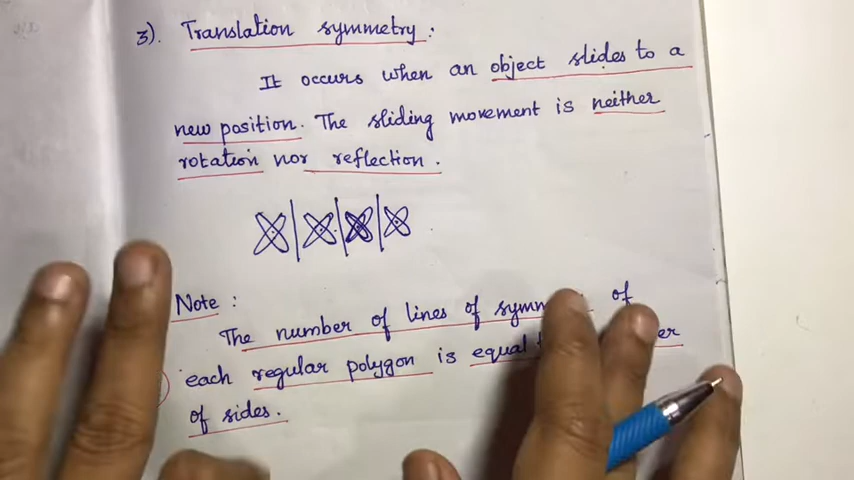 3). Translation symmetry:
It occurs when an object slides to a
new position. The sliding movement is neither
rotation nor reflection.
Note :
The number of lines of symm of
each regular polygon is equal er
of sides.